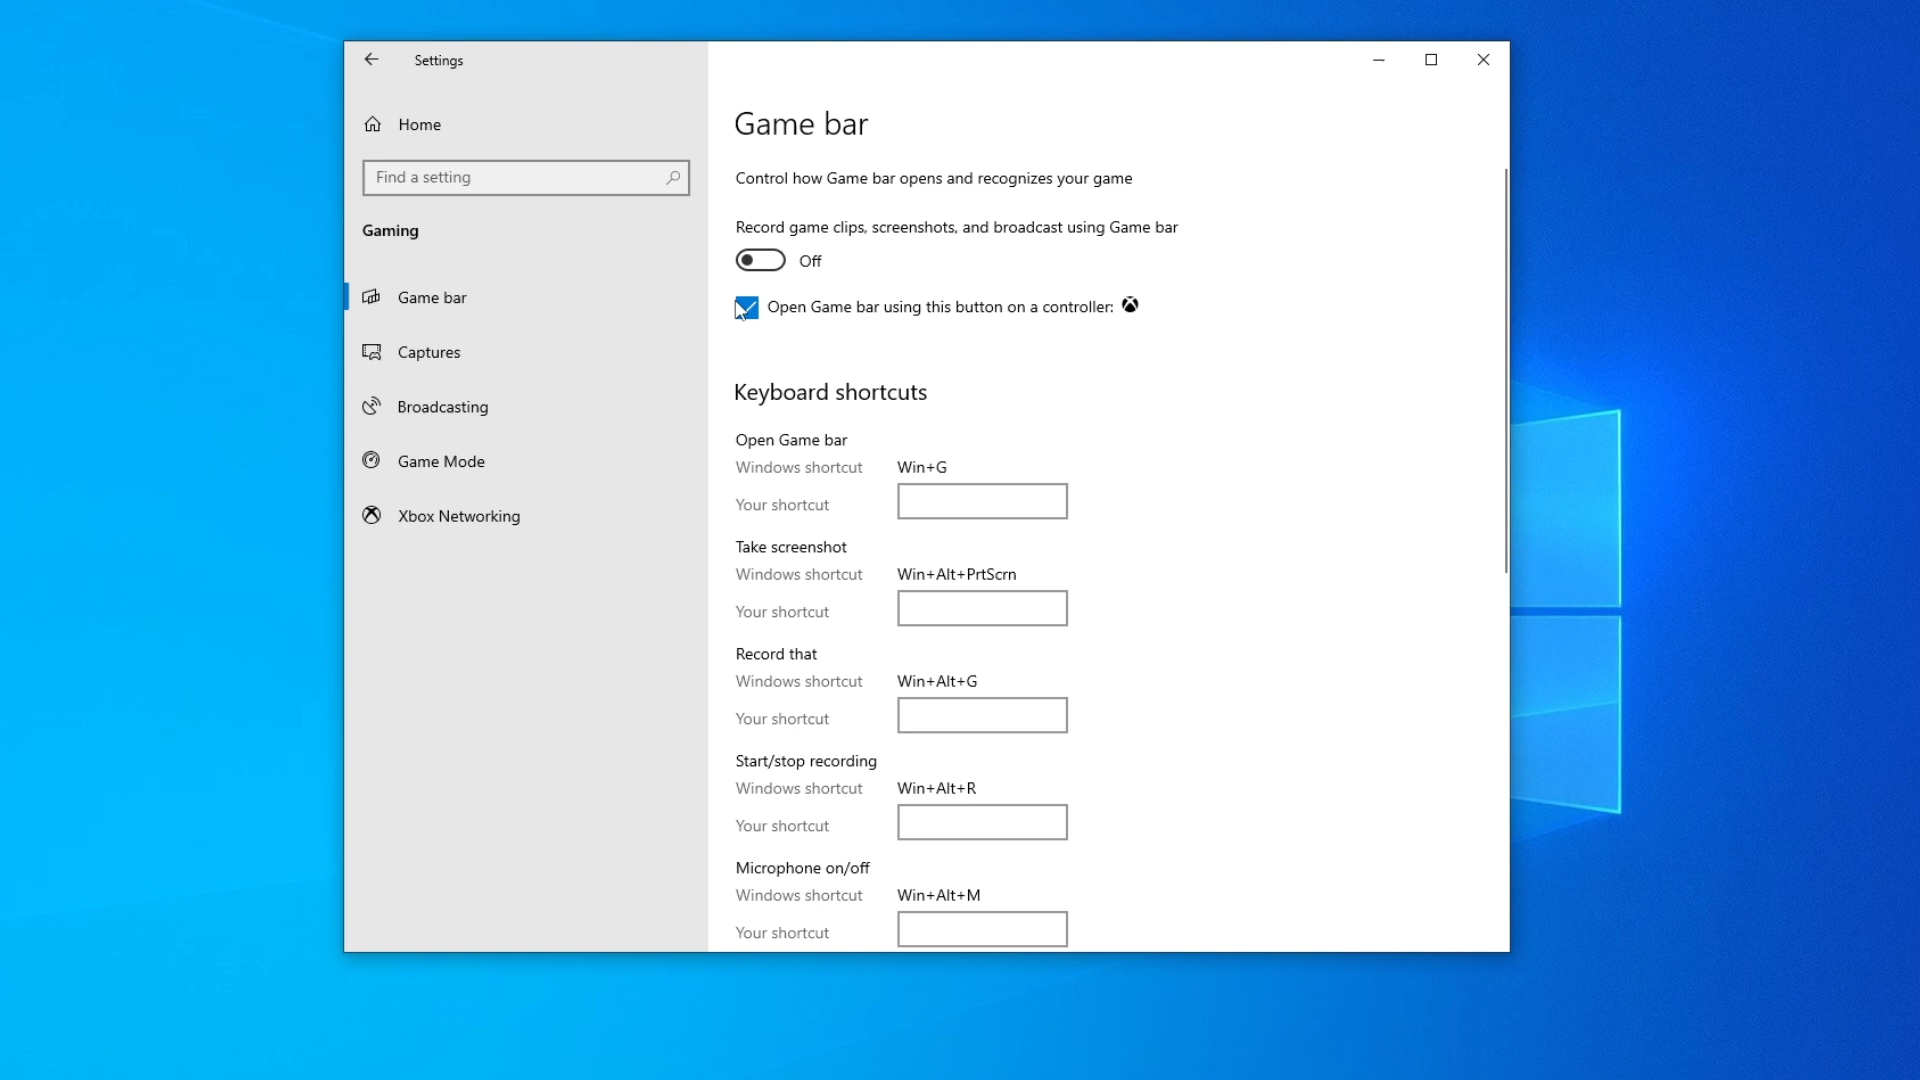 Settings
Home
Find a setting
Gaming
Game bar
Captures
Broadcasting
Game Mode
Xbox Networking
Game bar
Control how Game bar opens and recognizes your game
Record game clips, screenshots, and broadcast using Game bar
Off
Open Game bar using this button on a controller:
Keyboard shortcuts
Open Game bar
Windows shortcut Win+G
Your shortcut
Take screenshot
Windows shortcut Win+Alt+PrtScrn
Your shortcut
Record that
Windows shortcut Win+Alt+G
Your shortcut
Start/stop recording
Windows shortcut Win+Alt+R
Your shortcut
Microphone on/off
Windows shortcut Win+Alt+M
Your shortcut